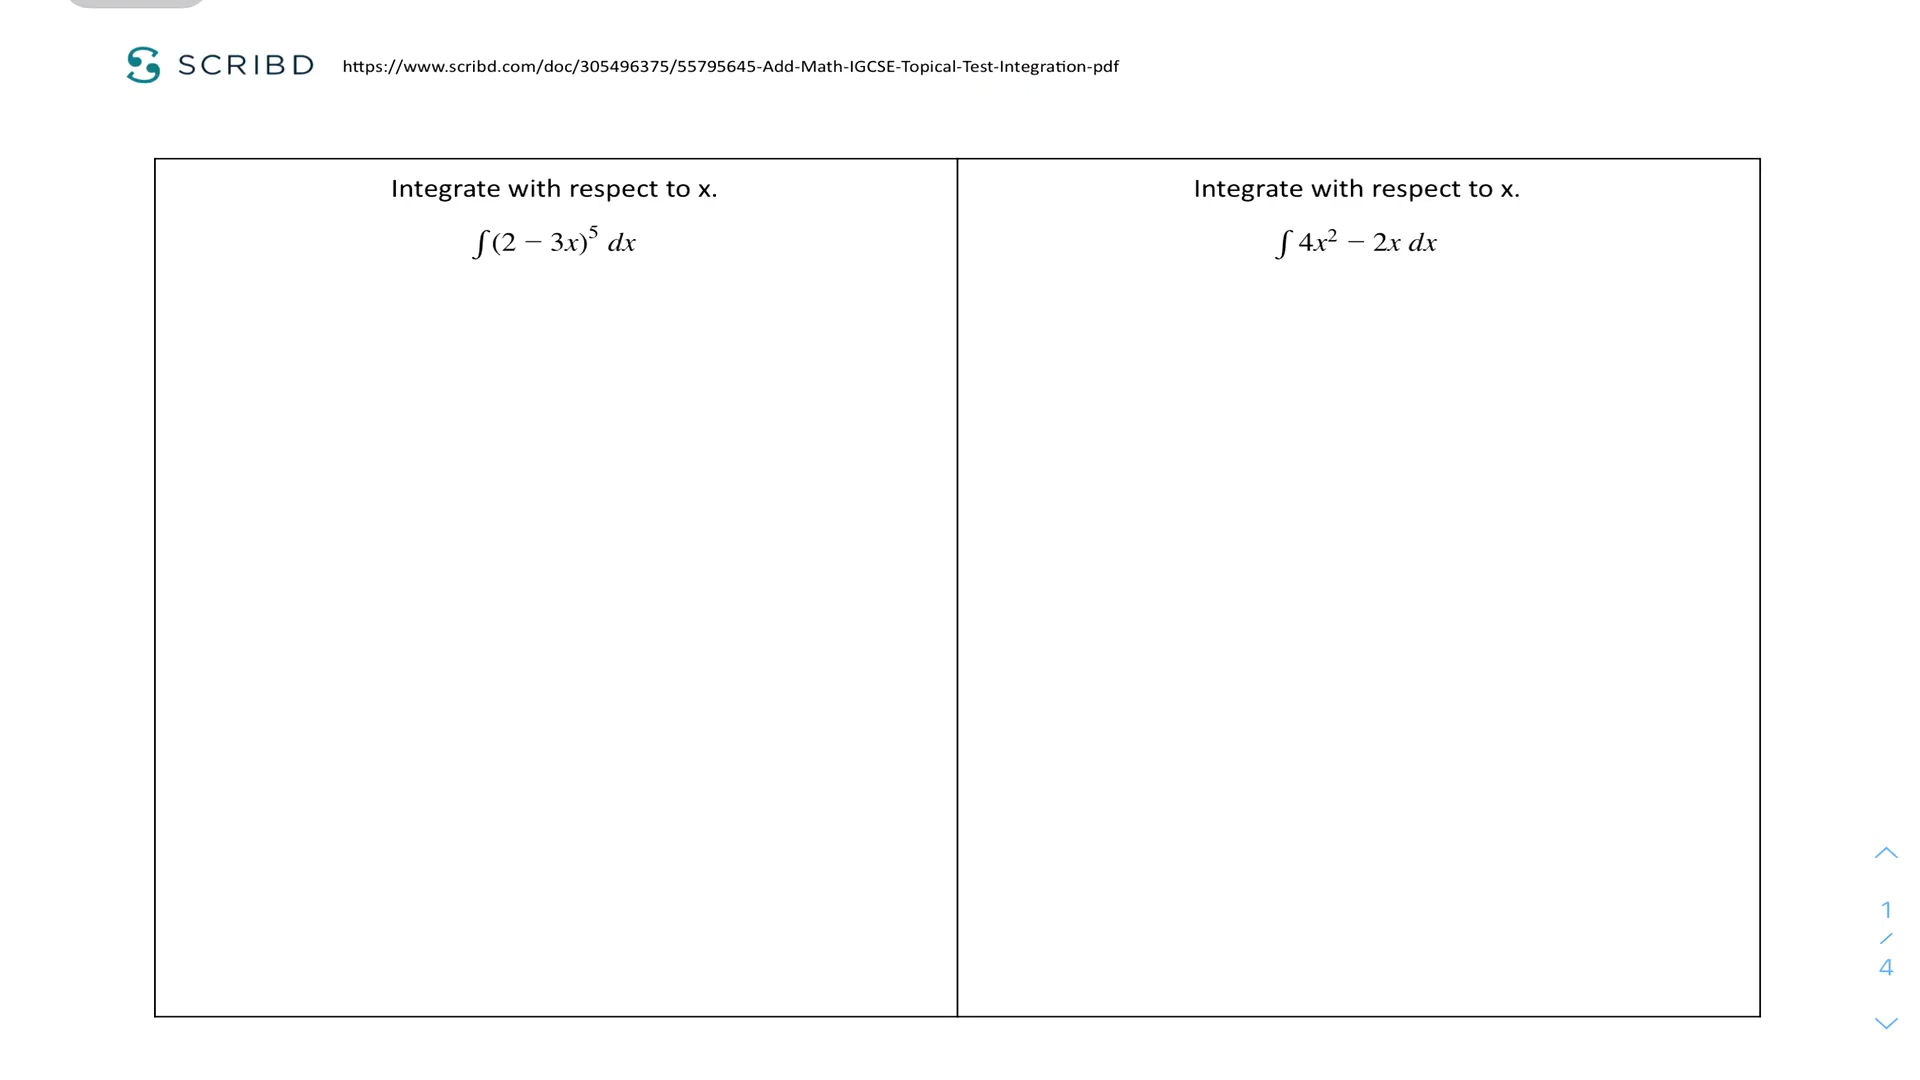 SCRIBD https://www.scribd.com/doc/305496375/55795645-Add-Math-IGCSE-Topical-Test-Integration-pdf
Integrate with respect to x.
∫(2 − 3x)⁵ dx
Integrate with respect to x.
∫ 4x² − 2x dx
1
/
4